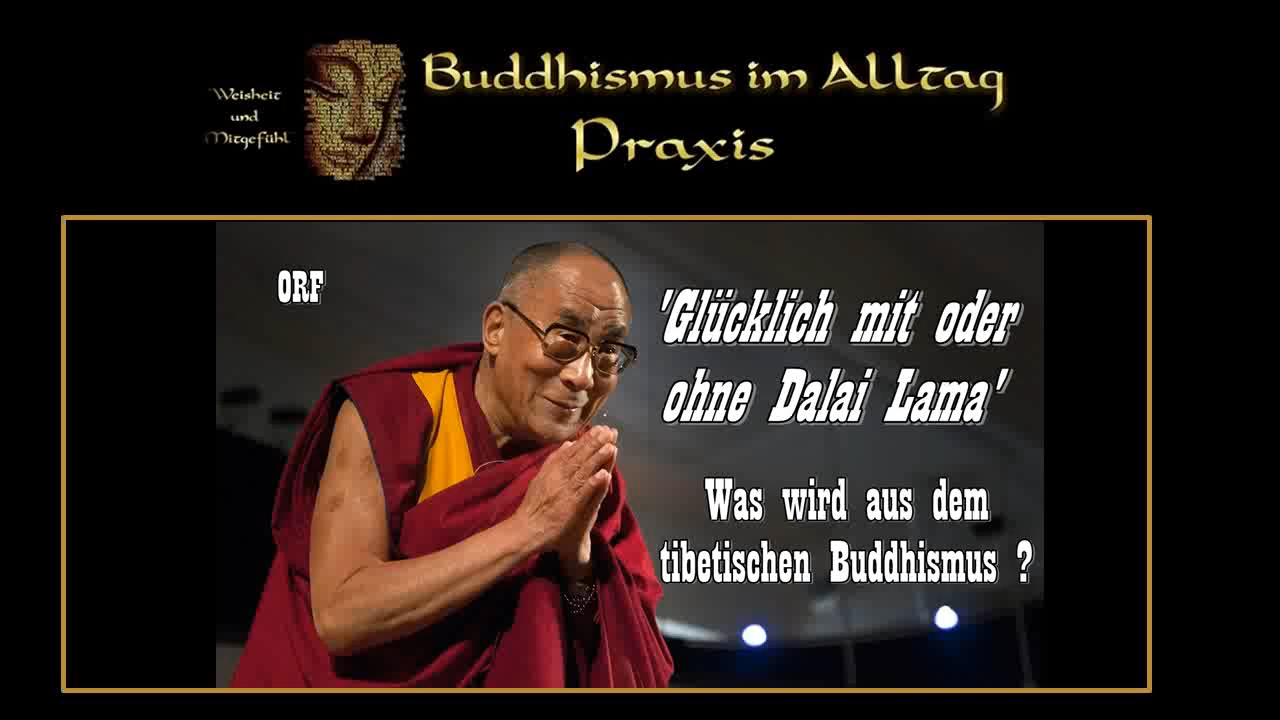 Weisheit
und
Mitgefühl
Buddhismus im Alltag
Praxis
ORF
'Glücklich mit oder
ohne Dalai Lama'
Was wird aus dem
tibetischen Buddhismus ?